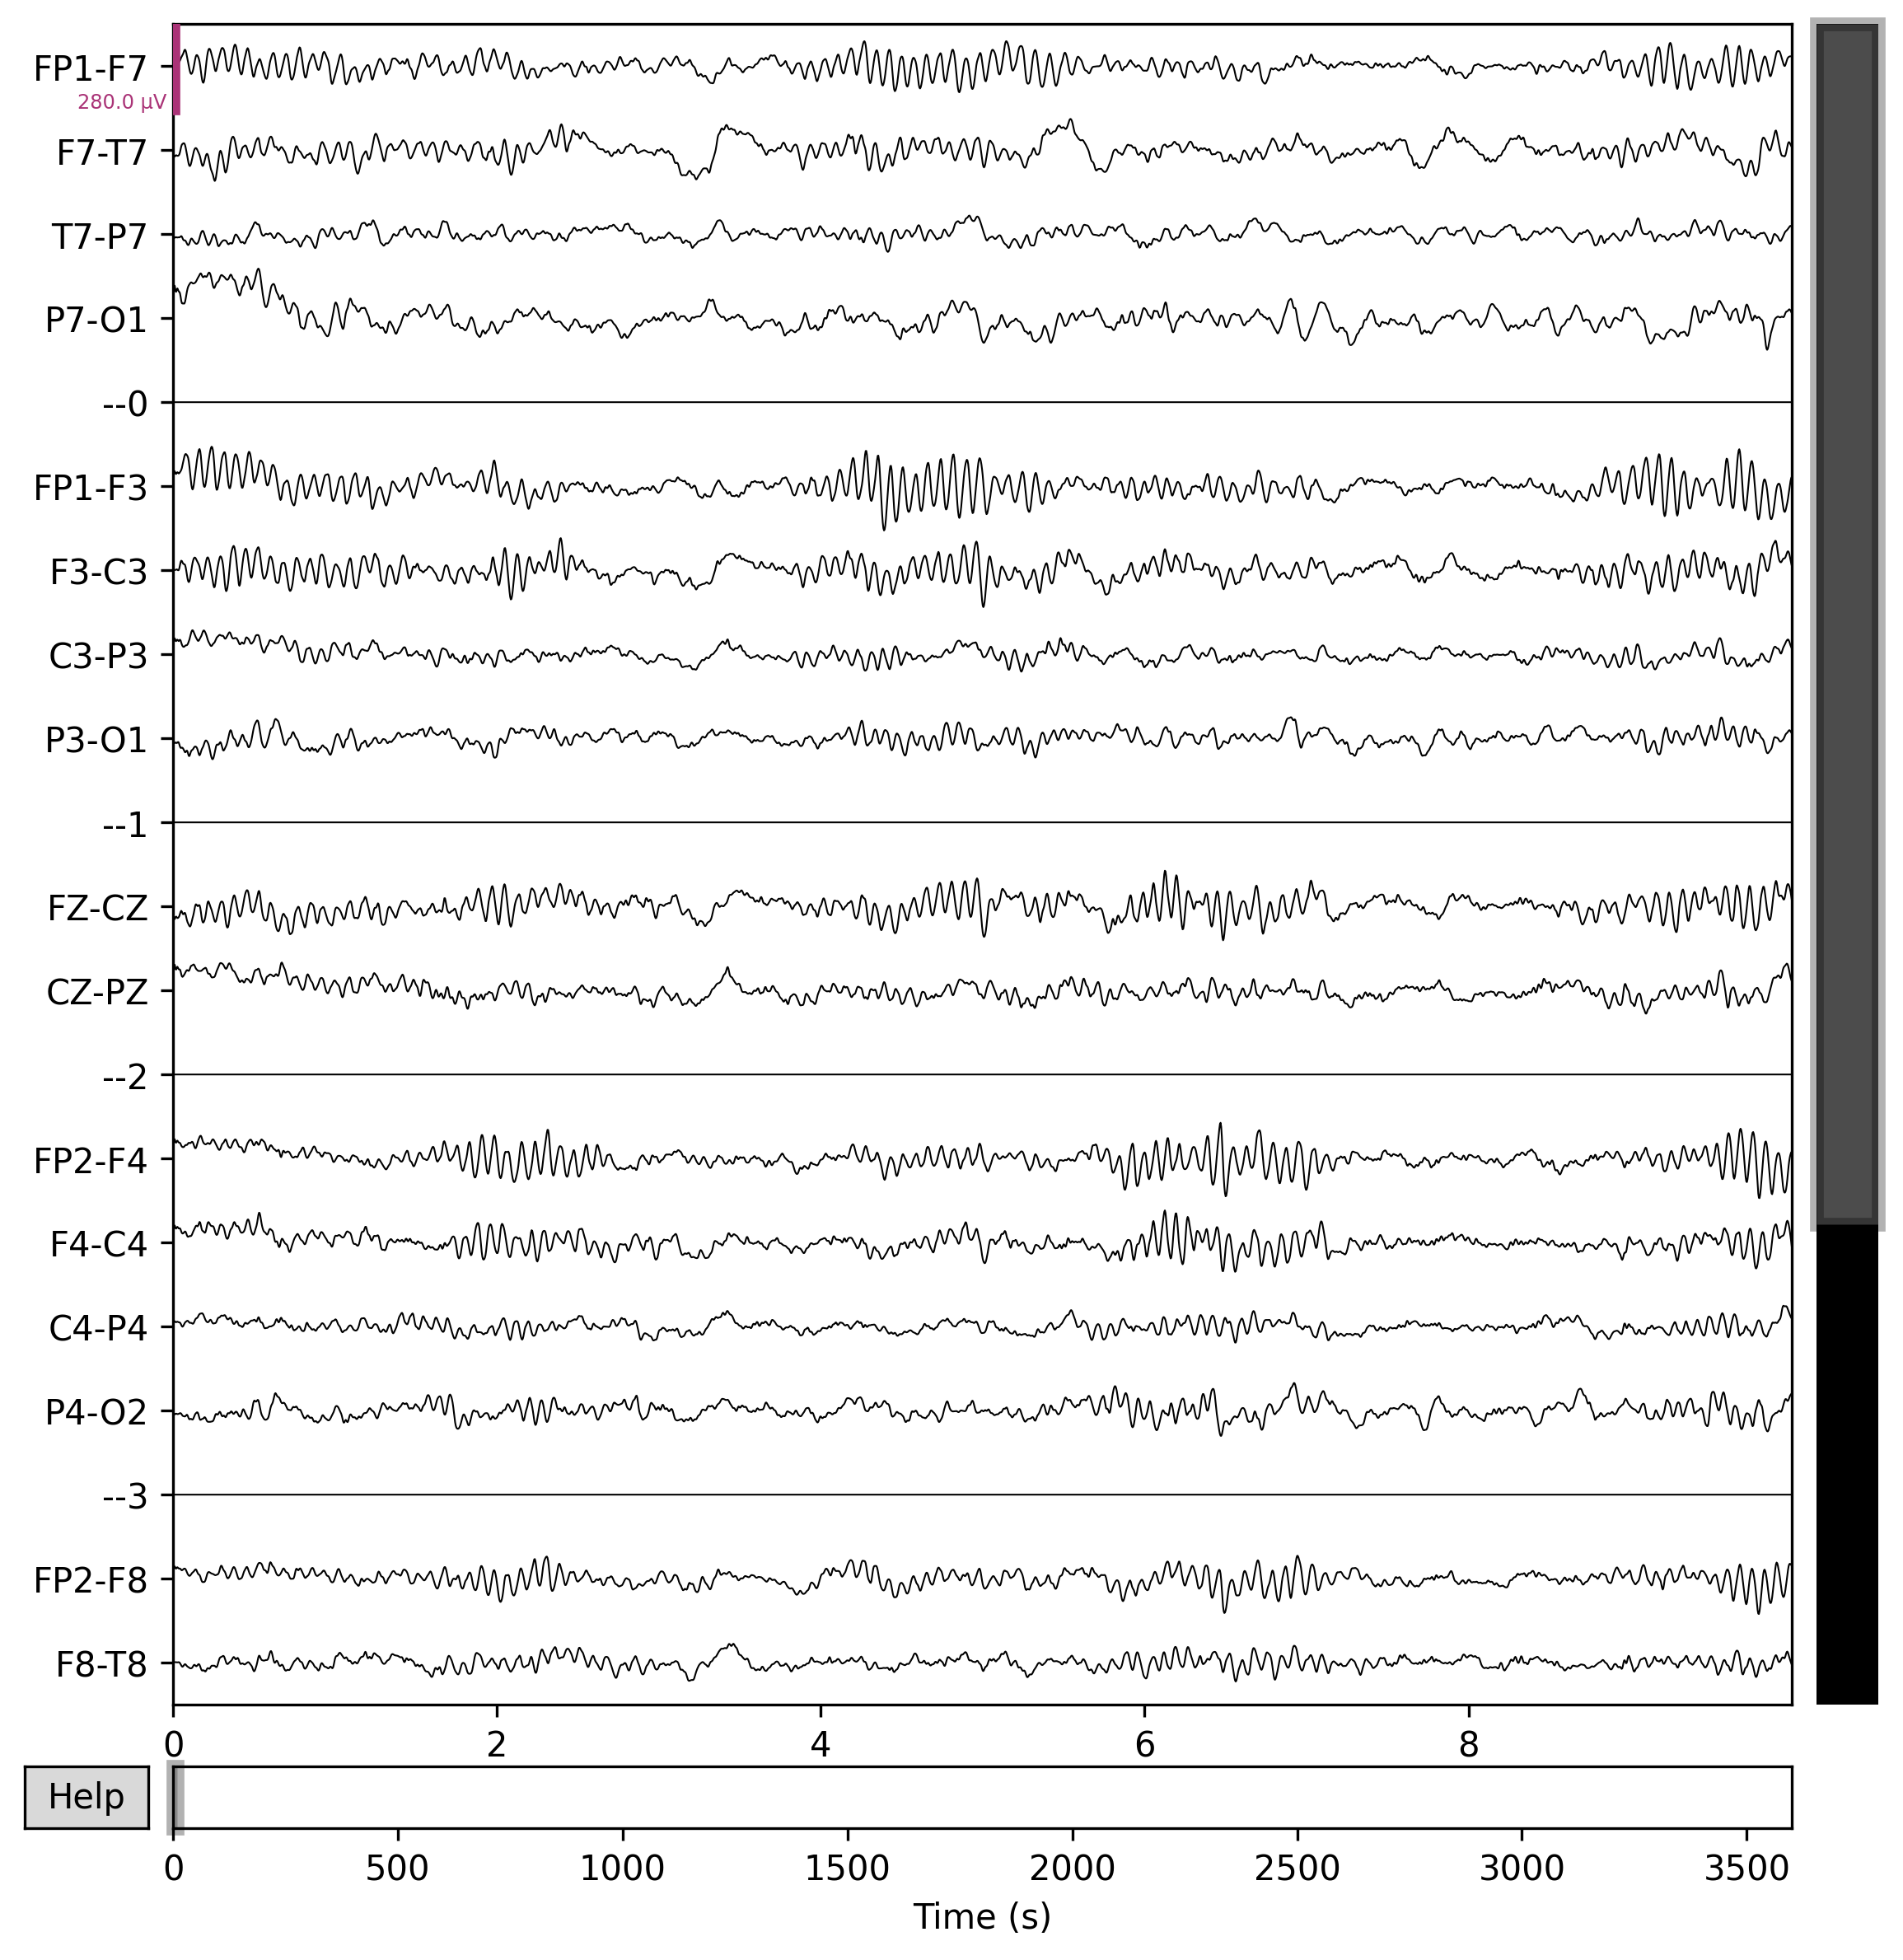 FP1-F7
280.0 µV
F7-T7
T7-P7
P7-O1
--0
FP1-F3
F3-C3
C3-P3
P3-O1
--1
FZ-CZ
CZ-PZ
--2
FP2-F4
F4-C4
C4-P4
P4-O2
--3
FP2-F8
F8-T8
0 2 4 6 8
Help
0 500 1000 1500 2000 2500 3000 3500
Time (s)